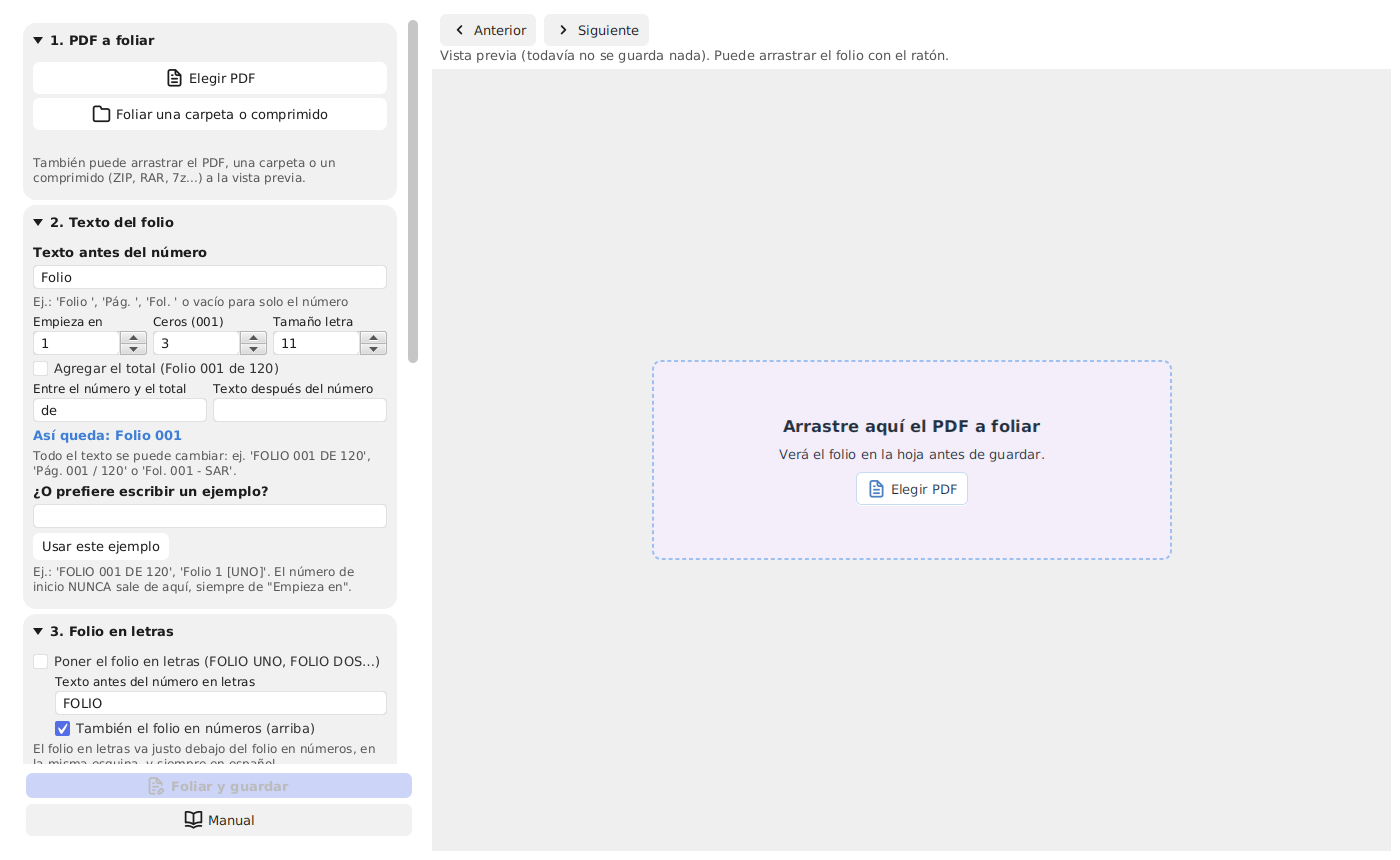 1. PDF a foliar
Elegir PDF
Foliar una carpeta o comprimido
También puede arrastrar el PDF, una carpeta o un
comprimido (ZIP, RAR, 7z...) a la vista previa.
2. Texto del folio
Texto antes del número
Folio
Ej.: 'Folio ', 'Pág. ', 'Fol. ' o vacío para solo el número
Empieza en Ceros (001) Tamaño letra
1 3 11
Agregar el total (Folio 001 de 120)
Entre el número y el total Texto después del número
de
Así queda: Folio 001
Todo el texto se puede cambiar: ej. 'FOLIO 001 DE 120',
'Pág. 001 / 120' o 'Fol. 001 - SAR'.
¿O prefiere escribir un ejemplo?
Usar este ejemplo
Ej.: 'FOLIO 001 DE 120', 'Folio 1 [UNO]'. El número de
inicio NUNCA sale de aquí, siempre de "Empieza en".
3. Folio en letras
Poner el folio en letras (FOLIO UNO, FOLIO DOS...)
Texto antes del número en letras
FOLIO
También el folio en números (arriba)
El folio en letras va justo debajo del folio en números, en
la misma esquina, y siempre en español.
Foliar y guardar
Manual
Anterior Siguiente
Vista previa (todavía no se guarda nada). Puede arrastrar el folio con el ratón.
Arrastre aquí el PDF a foliar
Verá el folio en la hoja antes de guardar.
Elegir PDF